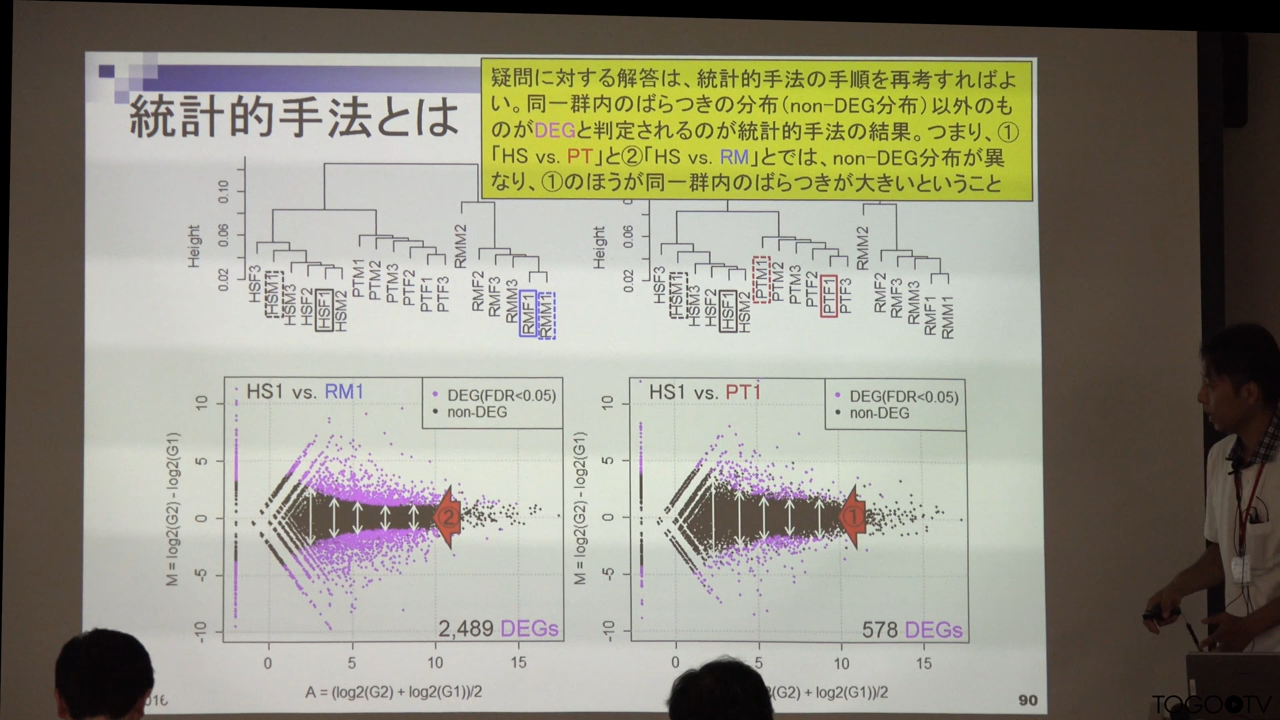 統計的手法とは
疑問に対する解答は、統計的手法の手順を再考すればよ
い。同一群内のばらつきの分布(non-DEG分布)以外のも
のがDEGと判定されるのが統計的手法の結果。つまり、①
「HS vs. PT」と②「HS vs. RM」とでは、non-DEG分布が異
なり、①のほうが同一群内のばらつきが大きいということ
Height
0.02
0.06
0.10
HSF3
HSM1
HSM3
HSF2
HSF1
HSM2
PTM1
PTM2
PTM3
PTF2
PTF1
PTF3
RMM2
RMF2
RMF3
RMM3
RMF1
RMM1
Height
0.02
0.06
HSF3
HSM1
HSM3
HSF2
HSF1
HSM2
PTM1
PTM2
PTM3
PTF2
PTF1
PTF3
RMM2
RMF2
RMF3
RMM3
RMF1
RMM1
HS1 vs. RM1
DEG(FDR<0.05)
non-DEG
M = log2(G2) - log2(G1)
10
5
0
-5
-10
②
2,489 DEGs
0 5 10 15
A = (log2(G2) + log2(G1))/2
HS1 vs. PT1
DEG(FDR<0.05)
non-DEG
M = log2(G2) - log2(G1)
10
5
0
-5
-10
①
578 DEGs
0 5 10 15
(G2) + log2(G1))/2
016
90
TOGOTV